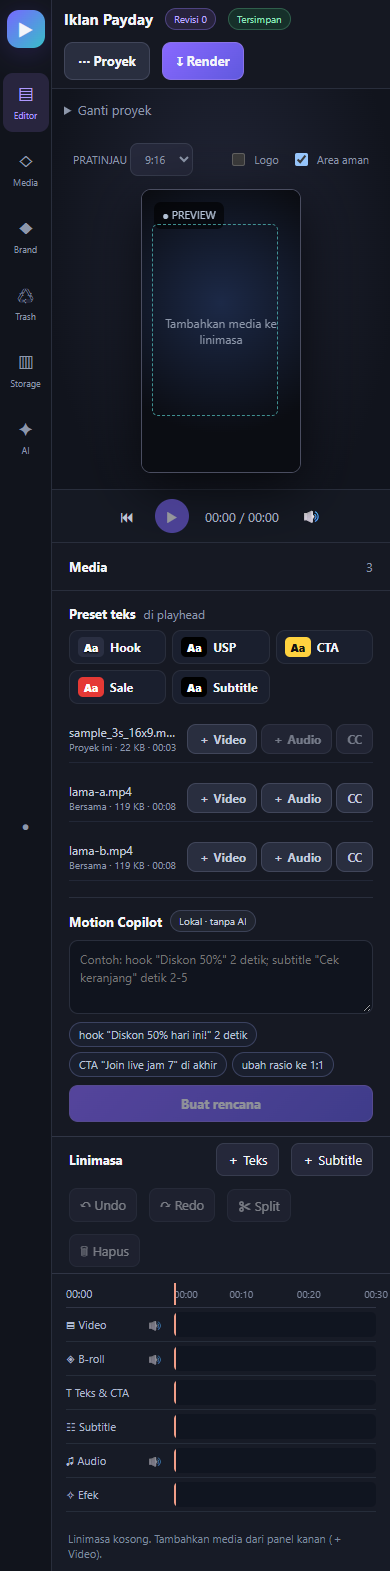 Iklan Payday
Revisi 0
Tersimpan
··· Proyek
↧ Render
Editor
Media
Brand
Trash
Storage
AI
▶ Ganti proyek
PRATINJAU
9:16
Logo
Area aman
● PREVIEW
Tambahkan media ke
linimasa
00:00 / 00:00
Media
3
Preset teks di playhead
Aa Hook
Aa USP
Aa CTA
Aa Sale
Aa Subtitle
sample_3s_16x9.m...
Proyek ini · 22 KB · 00:03
+ Video
+ Audio
CC
lama-a.mp4
Bersama · 119 KB · 00:08
+ Video
+ Audio
CC
lama-b.mp4
Bersama · 119 KB · 00:08
+ Video
+ Audio
CC
Motion Copilot
Lokal · tanpa AI
Contoh: hook "Diskon 50%" 2 detik; subtitle "Cek
keranjang" detik 2-5
hook "Diskon 50% hari ini!" 2 detik
CTA "Join live jam 7" di akhir
ubah rasio ke 1:1
Buat rencana
Linimasa
+ Teks
+ Subtitle
↶ Undo
↷ Redo
✂ Split
Hapus
00:00
00:00
00:10
00:20
00:30
Video
B-roll
T Teks & CTA
Subtitle
♫ Audio
✧ Efek
Linimasa kosong. Tambahkan media dari panel kanan (+
Video).